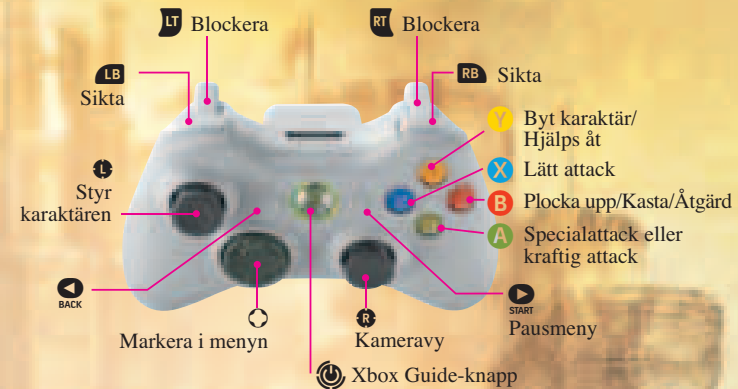 LT Blockera
RT Blockera
LB
Sikta
RB Sikta
Y Byt karaktär/
Hjälps åt
X Lätt attack
B Plocka upp/Kasta/Åtgärd
A Specialattack eller
kraftig attack
L
Styr
karaktären
BACK
START
Pausmeny
Markera i menyn
R
Kameravy
Xbox Guide-knapp